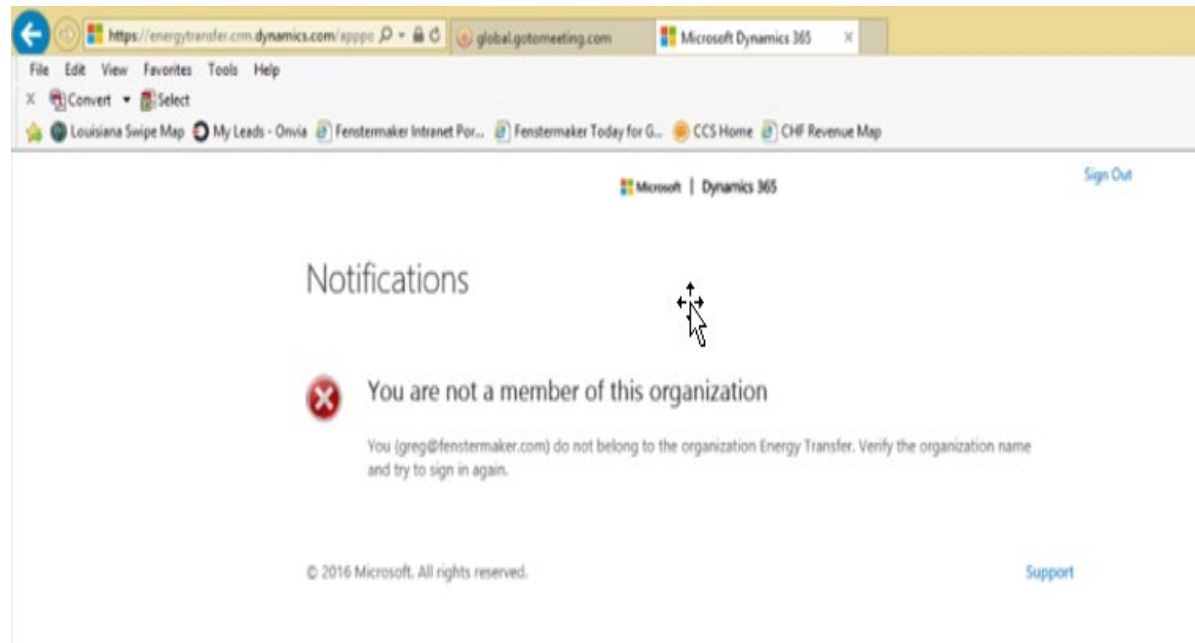 https://energytransfer.crm.dynamics.com/apppo
global.gotomeeting.com
Microsoft Dynamics 365
File Edit View Favorites Tools Help
x Convert Select
Louisiana Swipe Map My Leads - Onvia Fenstermaker Intranet Por... Fenstermaker Today for G... CCS Home CHF Revenue Map
Microsoft | Dynamics 365
Sign Out
Notifications
You are not a member of this organization
You (greg@fenstermaker.com) do not belong to the organization Energy Transfer. Verify the organization name
and try to sign in again.
© 2016 Microsoft. All rights reserved.
Support